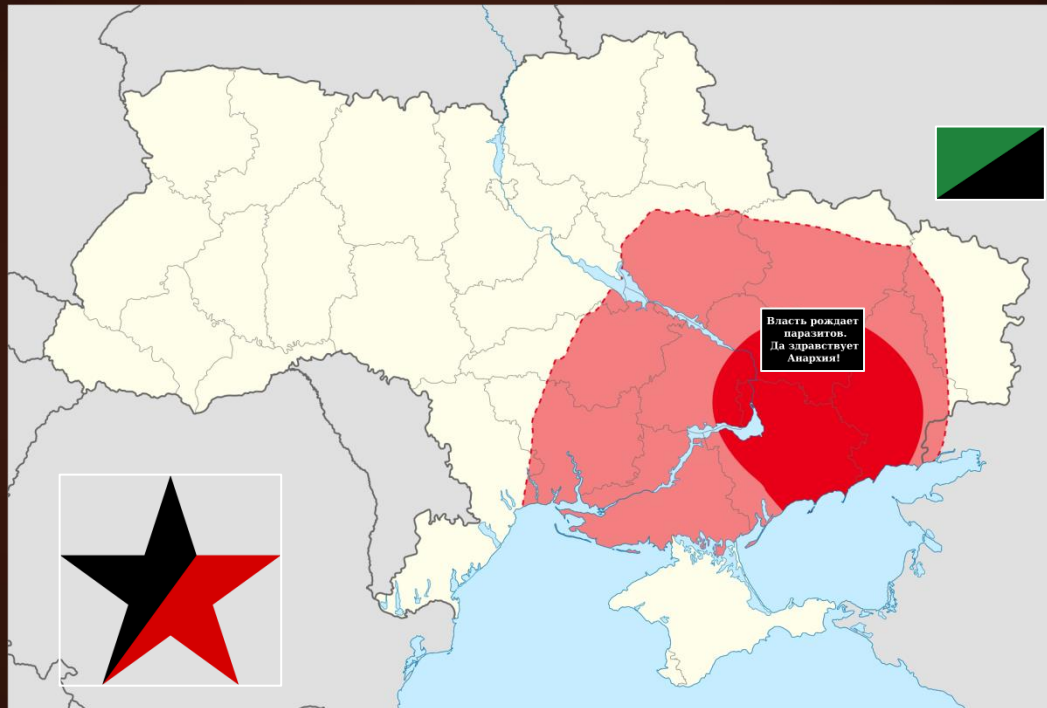 Власть рождает
паразитов.
Да здравствует
Анархия!